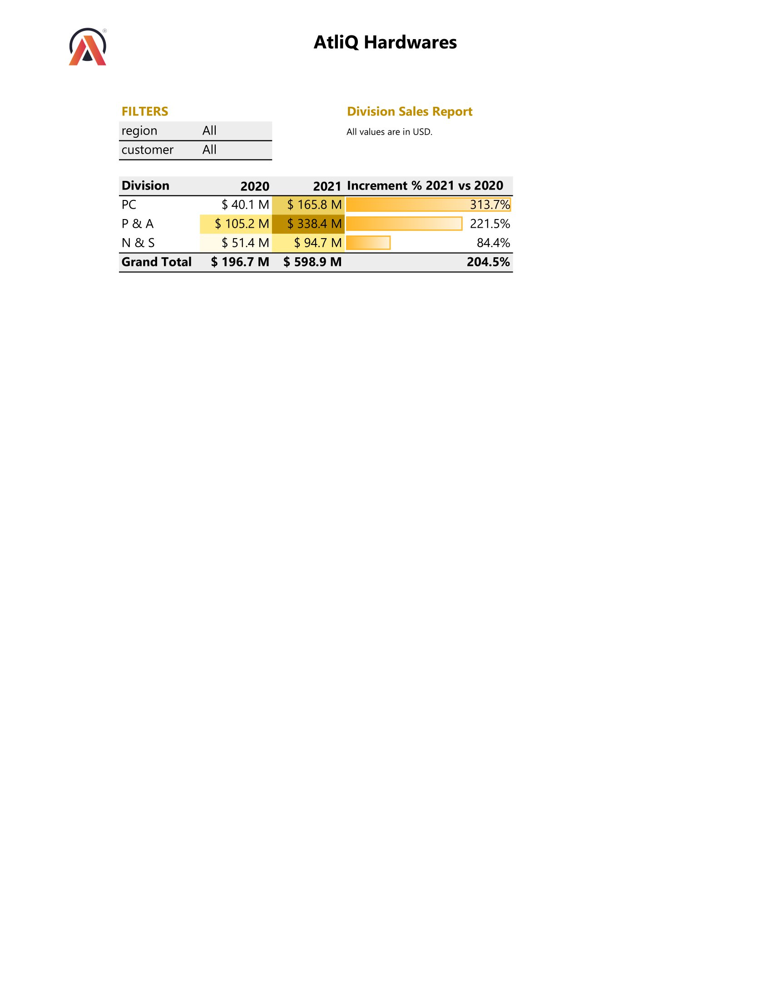 AtliQ Hardwares
®
FILTERS
Division Sales Report
region All
All values are in USD.
customer All
Division 2020 2021 Increment % 2021 vs 2020
PC $ 40.1 M $ 165.8 M 313.7%
P & A $ 105.2 M $ 338.4 M 221.5%
N & S $ 51.4 M $ 94.7 M 84.4%
Grand Total $ 196.7 M $ 598.9 M 204.5%